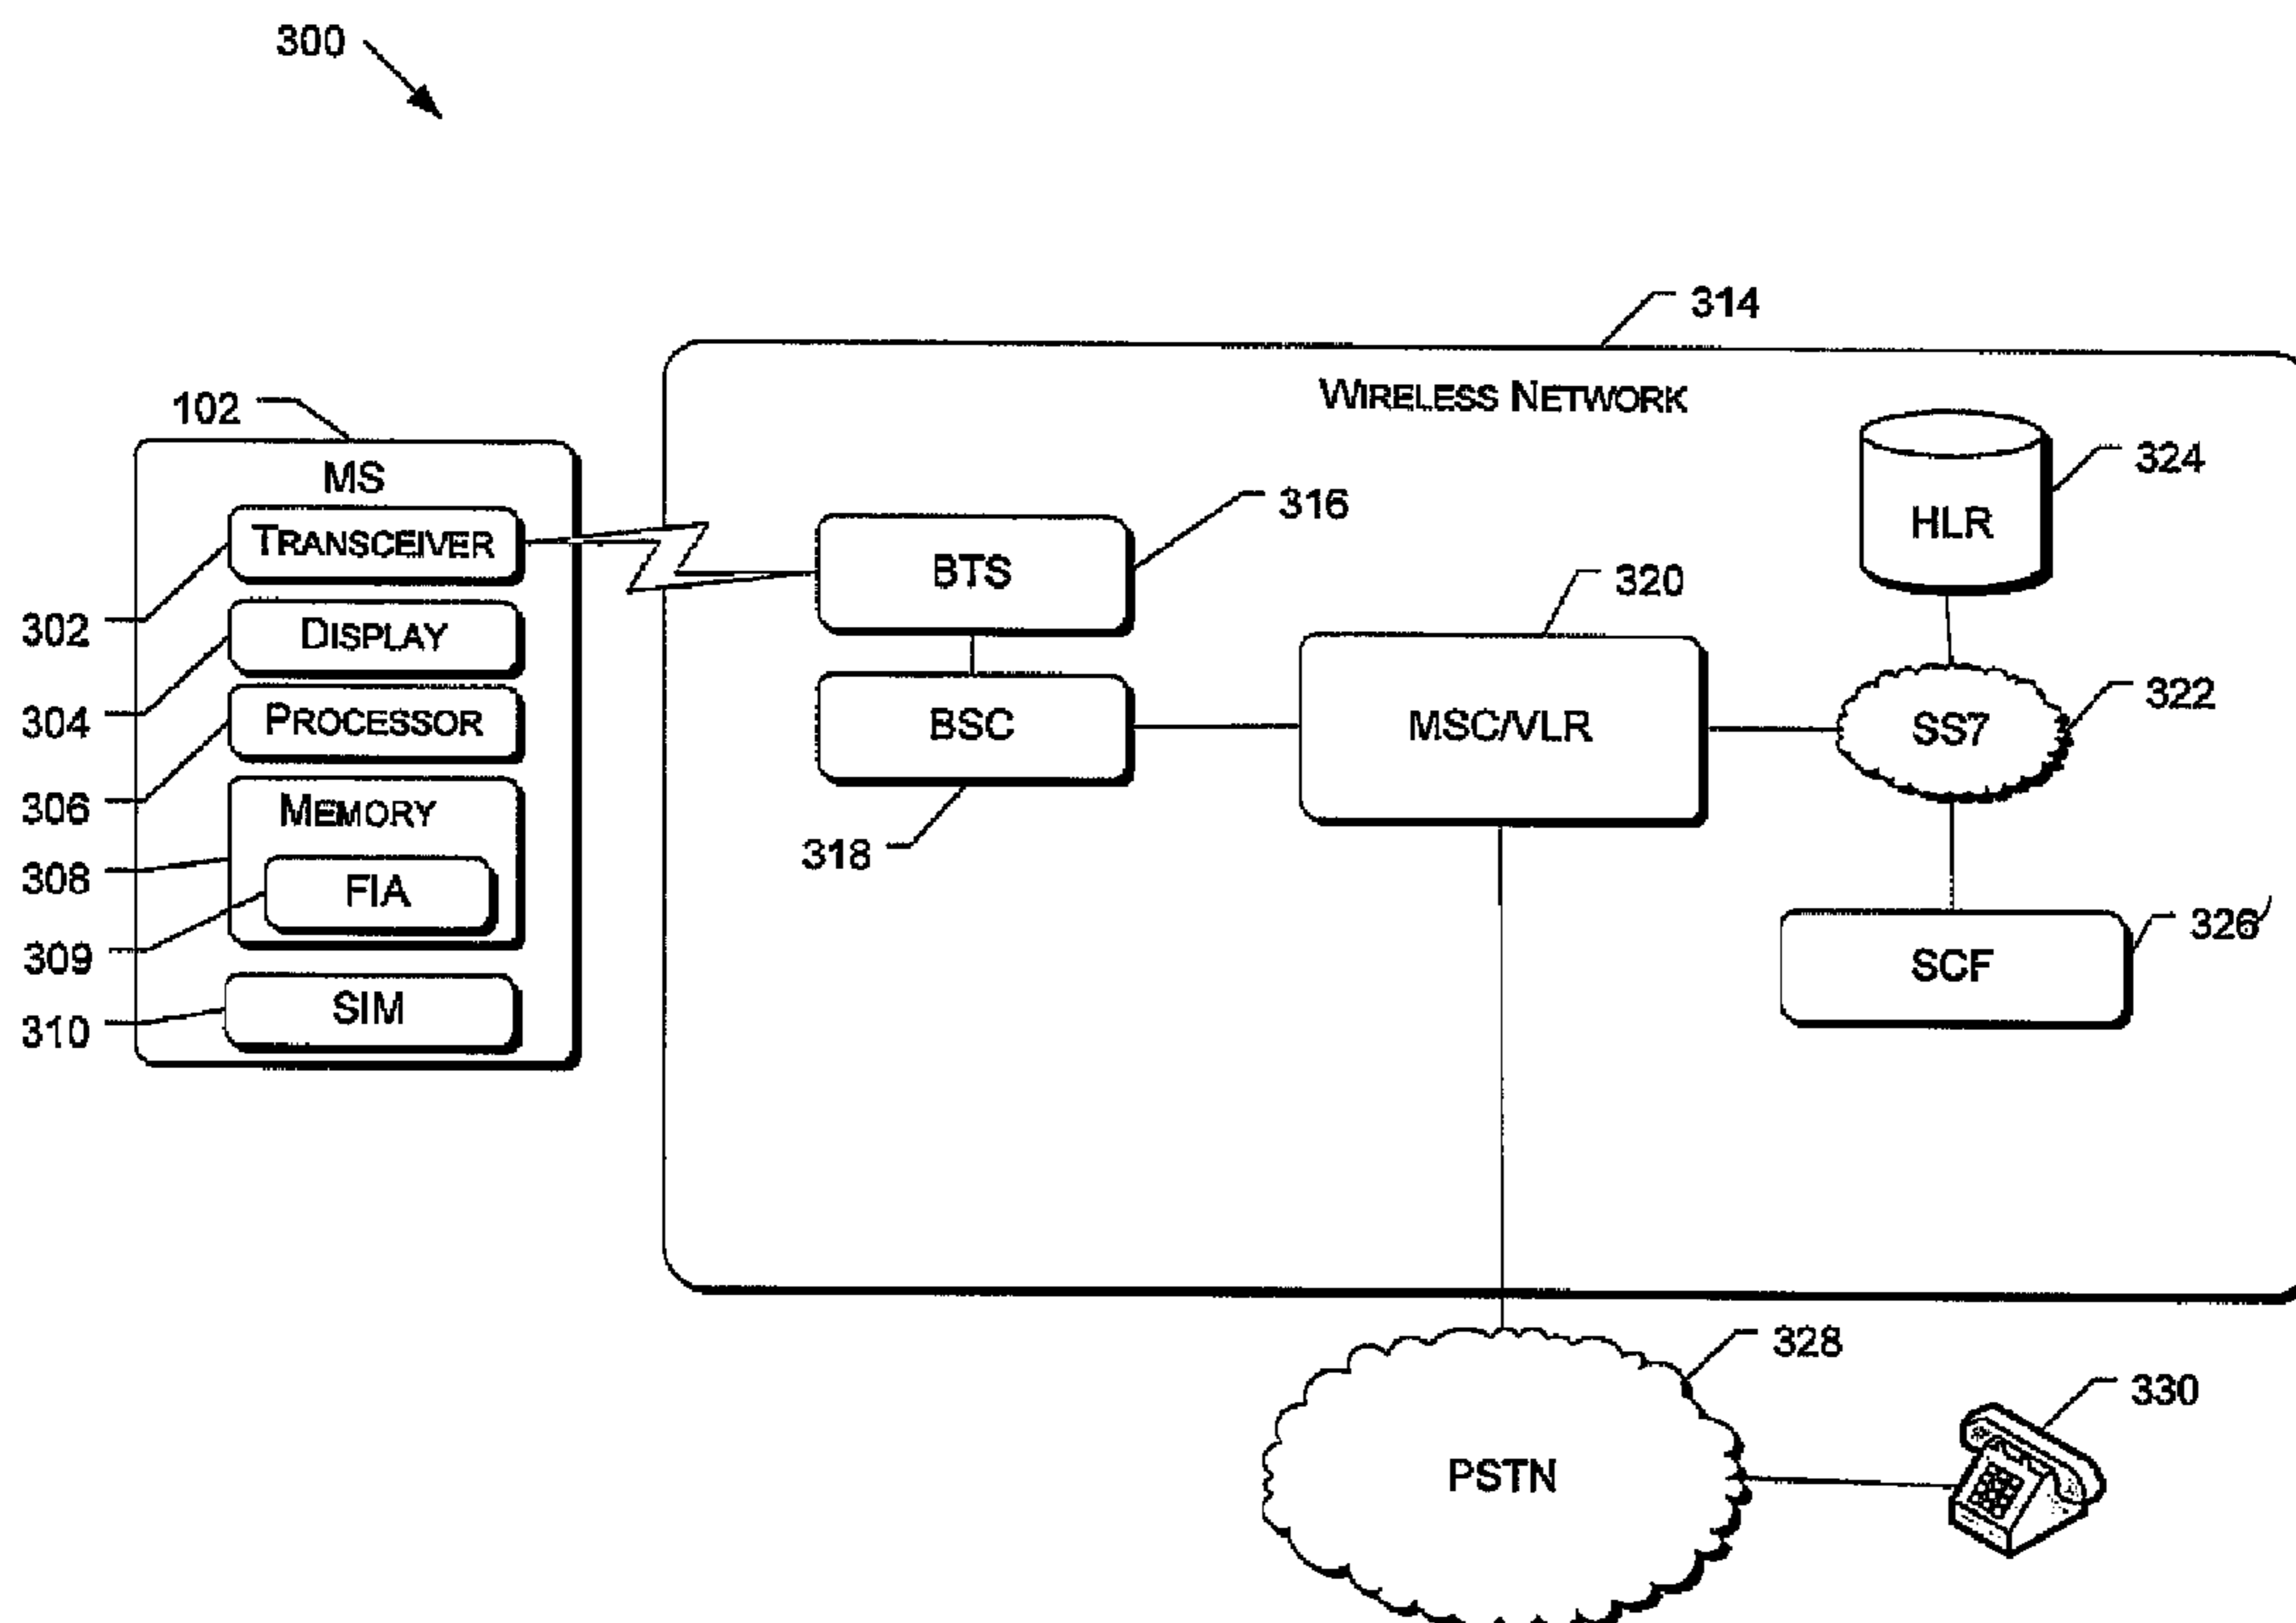 300
314
WIRELESS NETWORK
102
MS
TRANSCEIVER
302
DISPLAY
304
PROCESSOR
306
MEMORY
308
FIA
309
SIM
310
BTS
316
BSC
318
MSC/VLR
320
HLR
324
SS7
322
SCF
326
PSTN
328
330